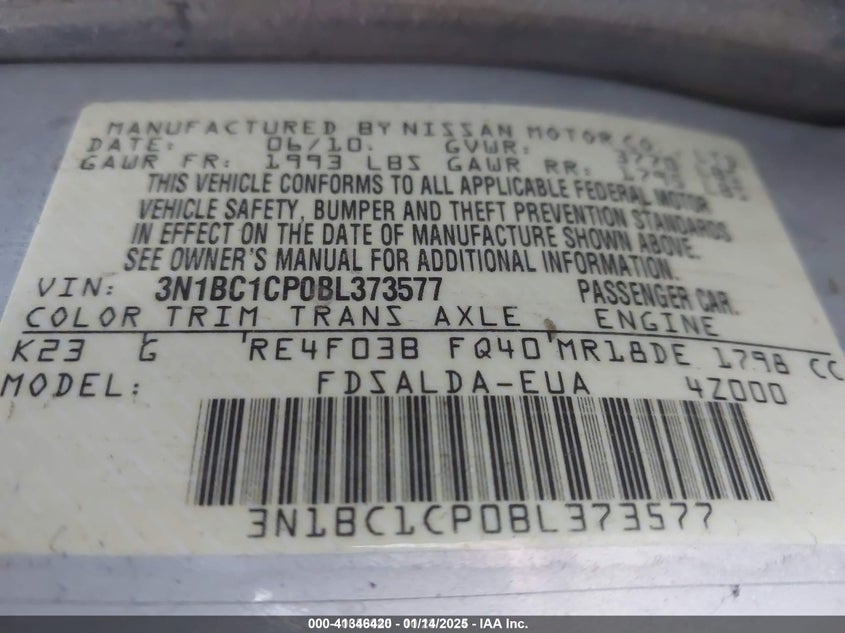 MANUFACTURED BY NISSAN MOTOR CO.
DATE: 06/10. GVWR:
GAWR FR: 1993 LBS GAWR RR:
THIS VEHICLE CONFORMS TO ALL APPLICABLE FEDERAL MOTOR
VEHICLE SAFETY, BUMPER AND THEFT PREVENTION STANDARDS
IN EFFECT ON THE DATE OF MANUFACTURE SHOWN ABOVE.
SEE OWNER'S MANUAL FOR ADDITIONAL INFORMATION.
VIN: 3N1BC1CP0BL373577 PASSENGER CAR.
COLOR TRIM TRANS AXLE ENGINE
K23 G RE4F03B FQ40 MR18DE 1798 CC
MODEL: FDSALDA-EUA 4Z000
3N1BC1CP0BL373577
000-41346420 - 01/14/2025 - IAA Inc.